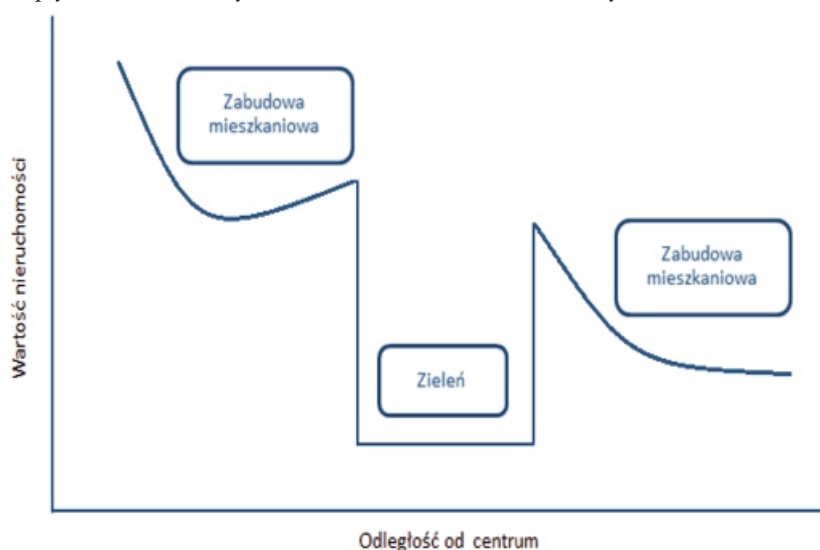 Zabudowa
mieszkaniowa
Zabudowa
mieszkaniowa
Zieleń
Wartość nieruchomości
Odległość od centrum